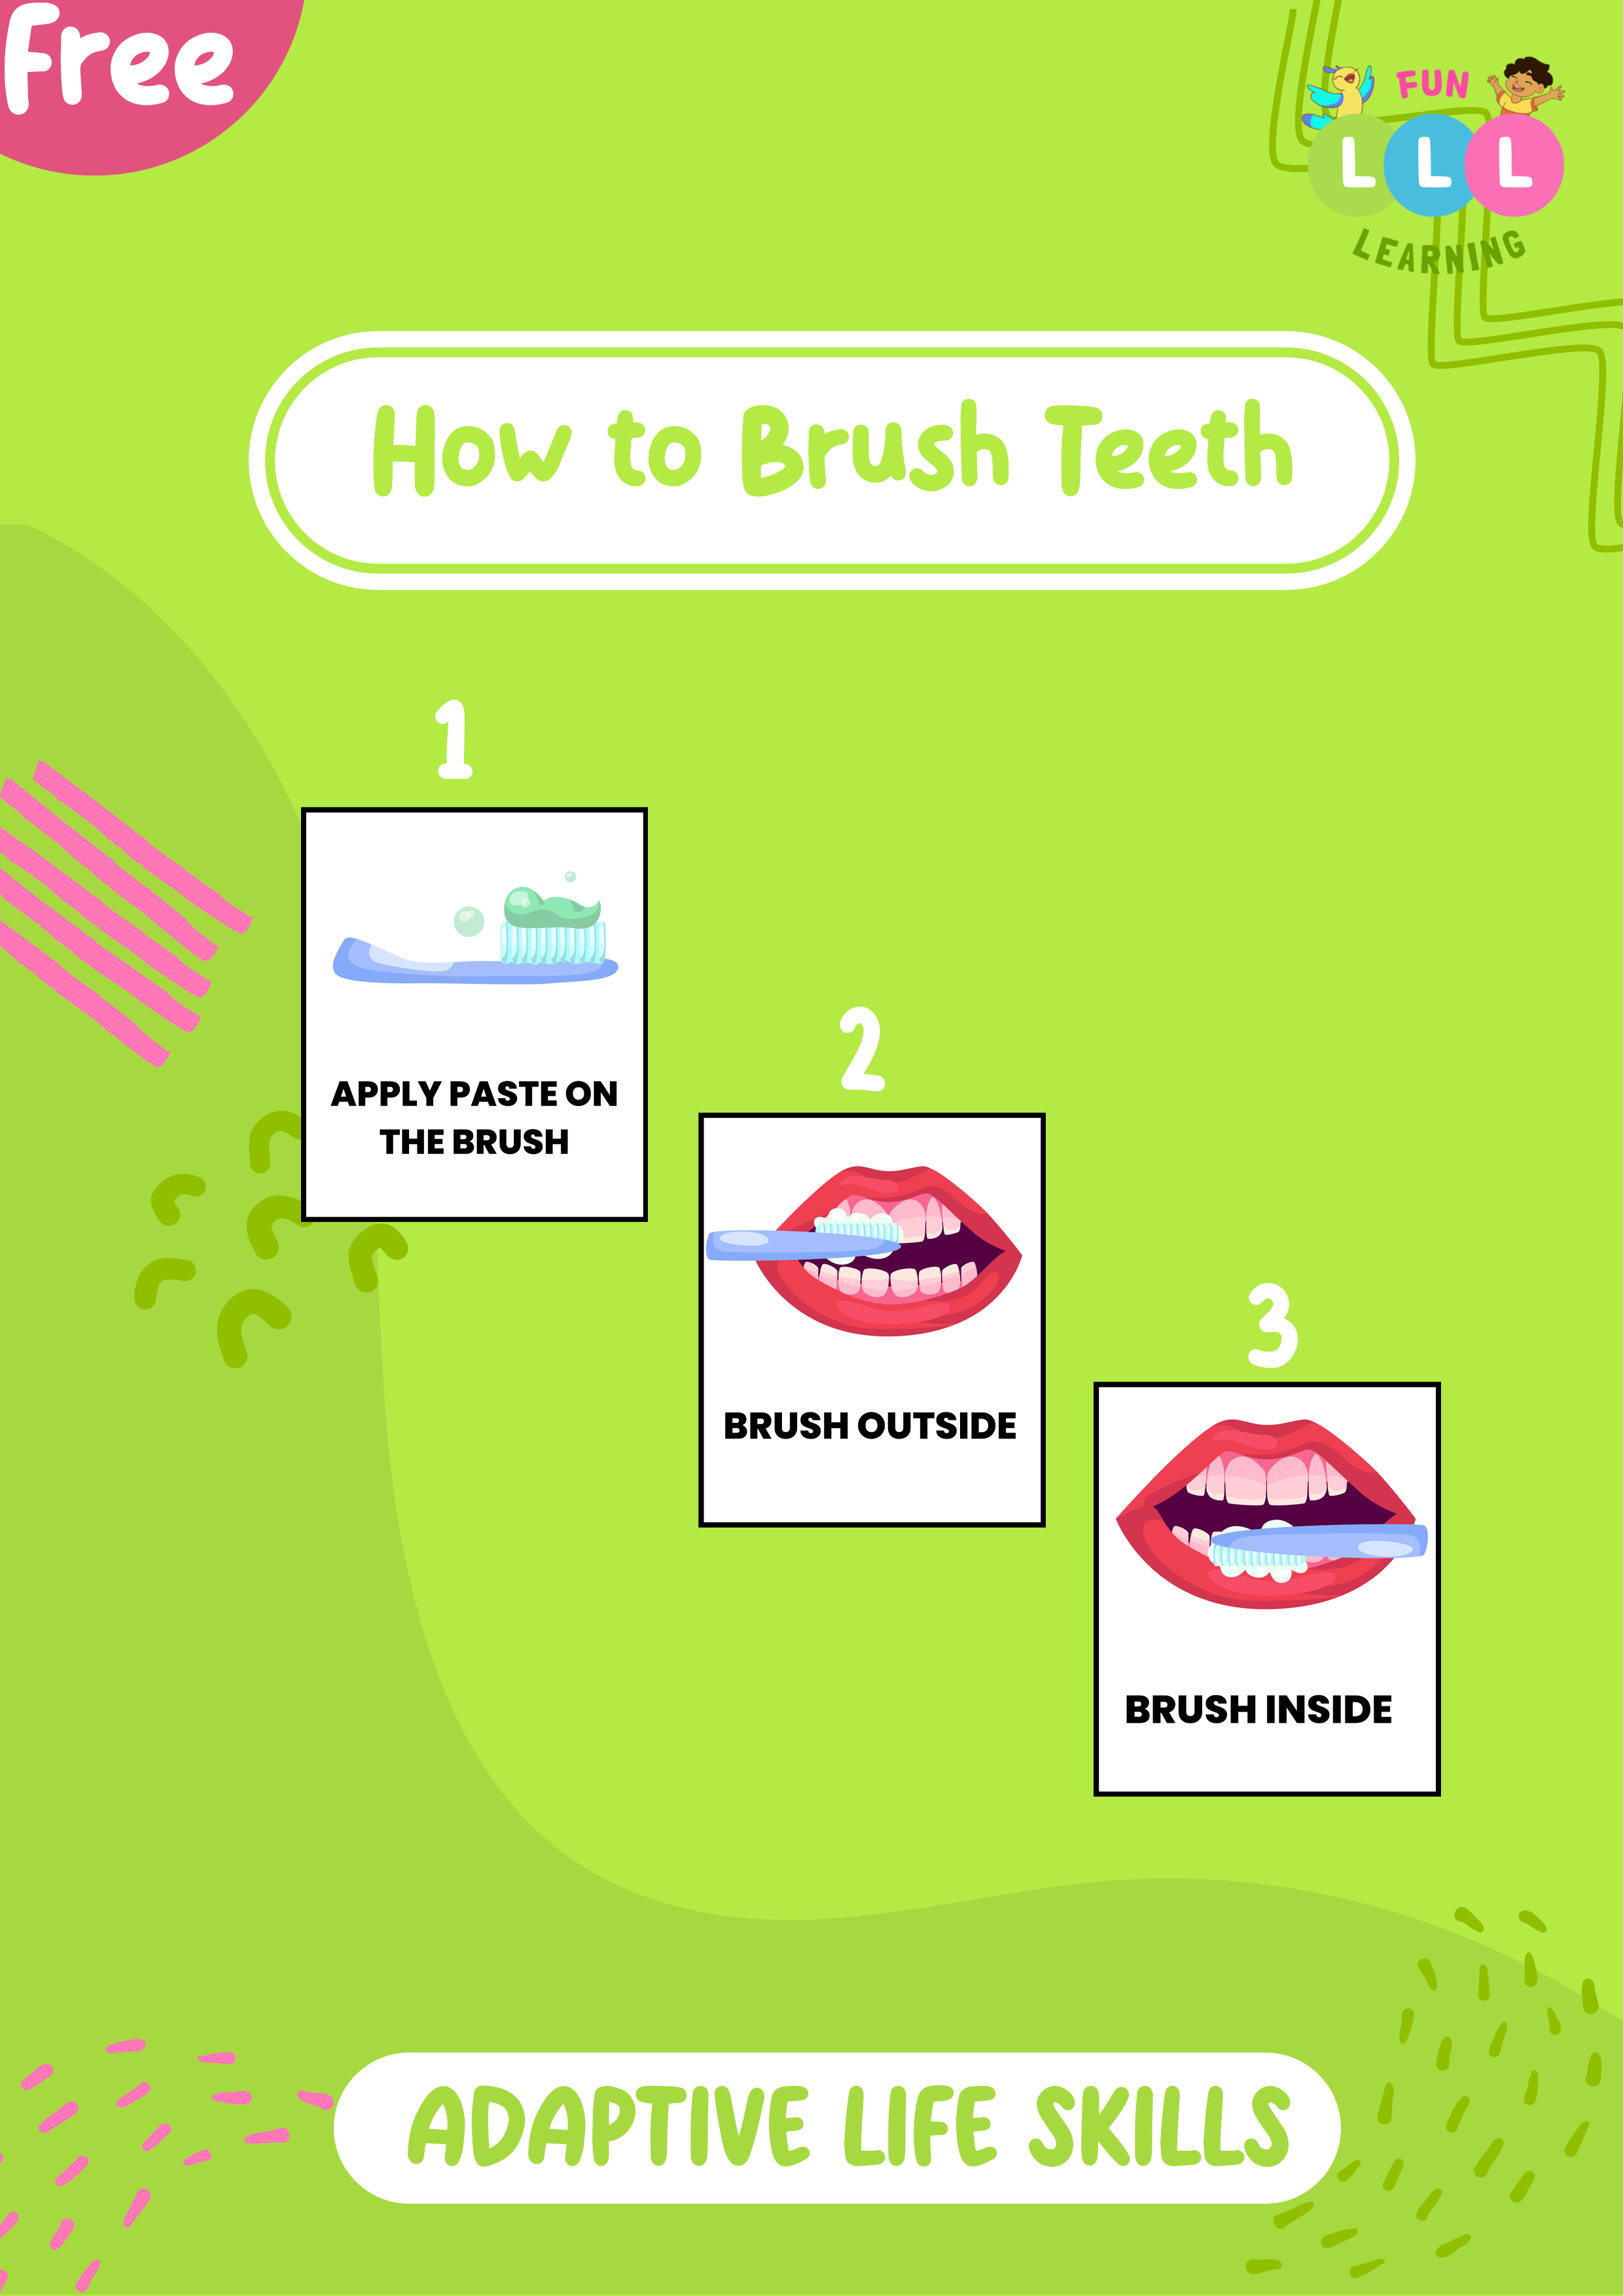 Free
FUN
L L L
LEARNING
How to Brush Teeth
1
APPLY PASTE ON
THE BRUSH
2
BRUSH OUTSIDE
3
BRUSH INSIDE
ADAPTIVE LIFE SKILLS